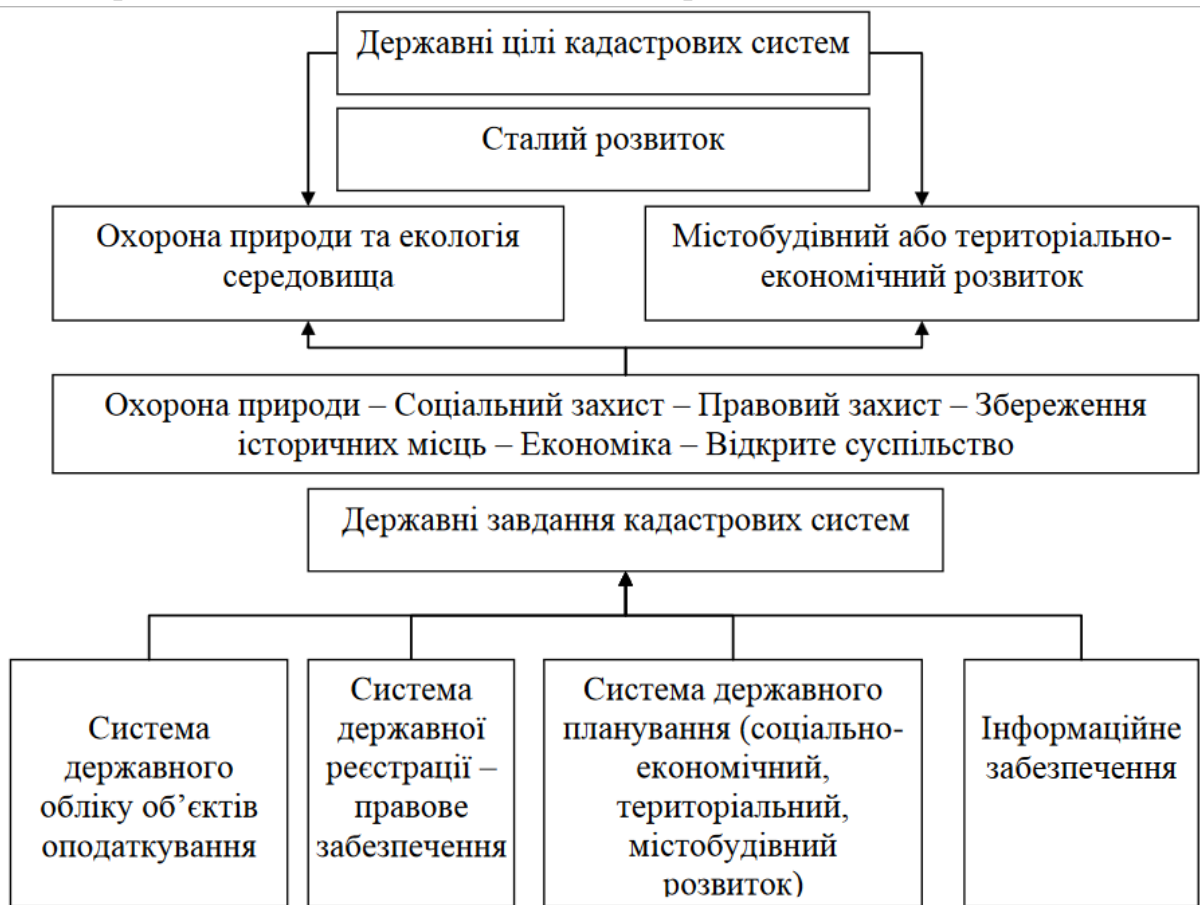 Державні цілі кадастрових систем
Сталий розвиток
Охорона природи та екологія
середовища
Містобудівний або територіально-
економічний розвиток
Охорона природи – Соціальний захист – Правовий захист – Збереження
історичних місць – Економіка – Відкрите суспільство
Державні завдання кадастрових систем
Система
державного
обліку об’єктів
оподаткування
Система
державної
реєстрації –
правове
забезпечення
Система державного
планування (соціально-
економічний,
територіальний,
містобудівний
розвиток)
Інформаційне
забезпечення